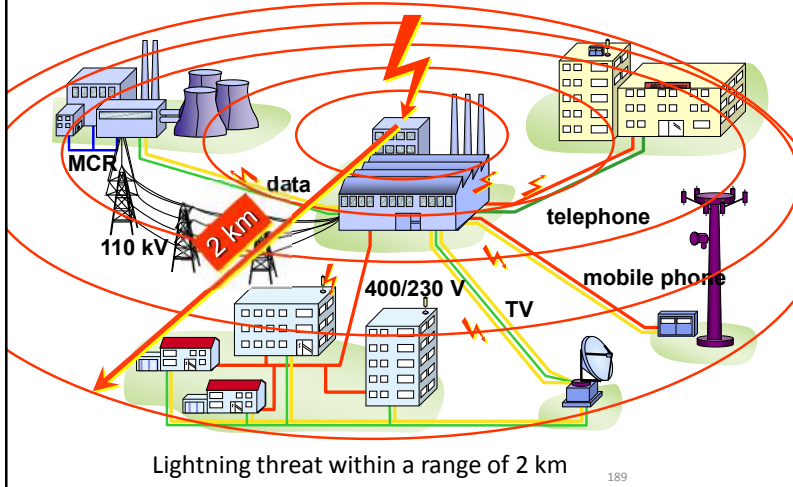 MCR
data
telephone
2 km
110 kV
mobile phone
400/230 V
TV
Lightning threat within a range of 2 km
189